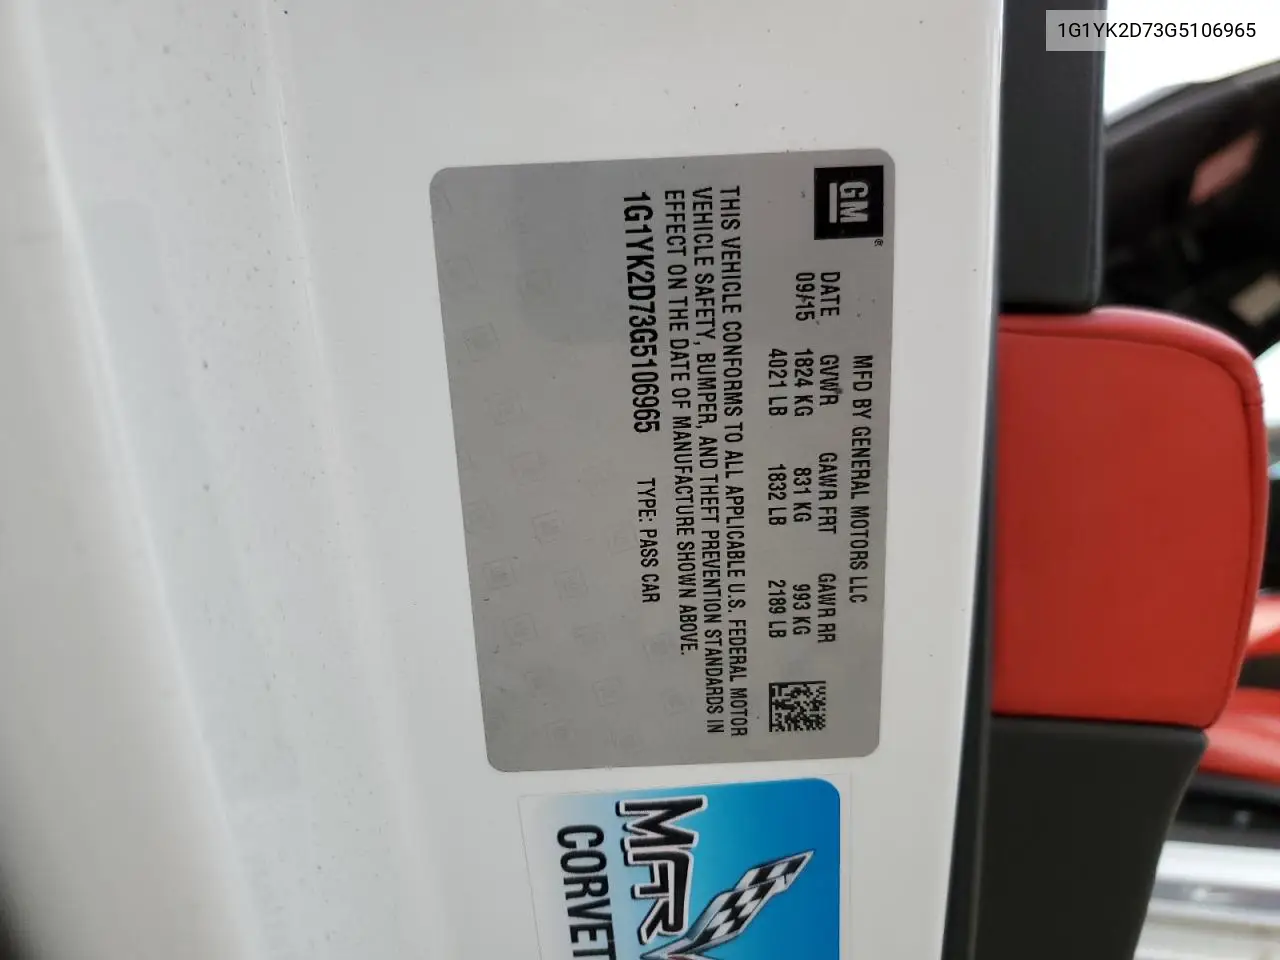 1G1YK2D73G5106965
GM®
MFD BY GENERAL MOTORS LLC
DATE GVWR GAWR FRT GAWR RR
09/15 1824 KG 831 KG 993 KG
4021 LB 1832 LB 2189 LB
THIS VEHICLE CONFORMS TO ALL APPLICABLE U.S. FEDERAL MOTOR
VEHICLE SAFETY, BUMPER, AND THEFT PREVENTION STANDARDS IN
EFFECT ON THE DATE OF MANUFACTURE SHOWN ABOVE.
1G1YK2D73G5106965 TYPE: PASS CAR
CORVET